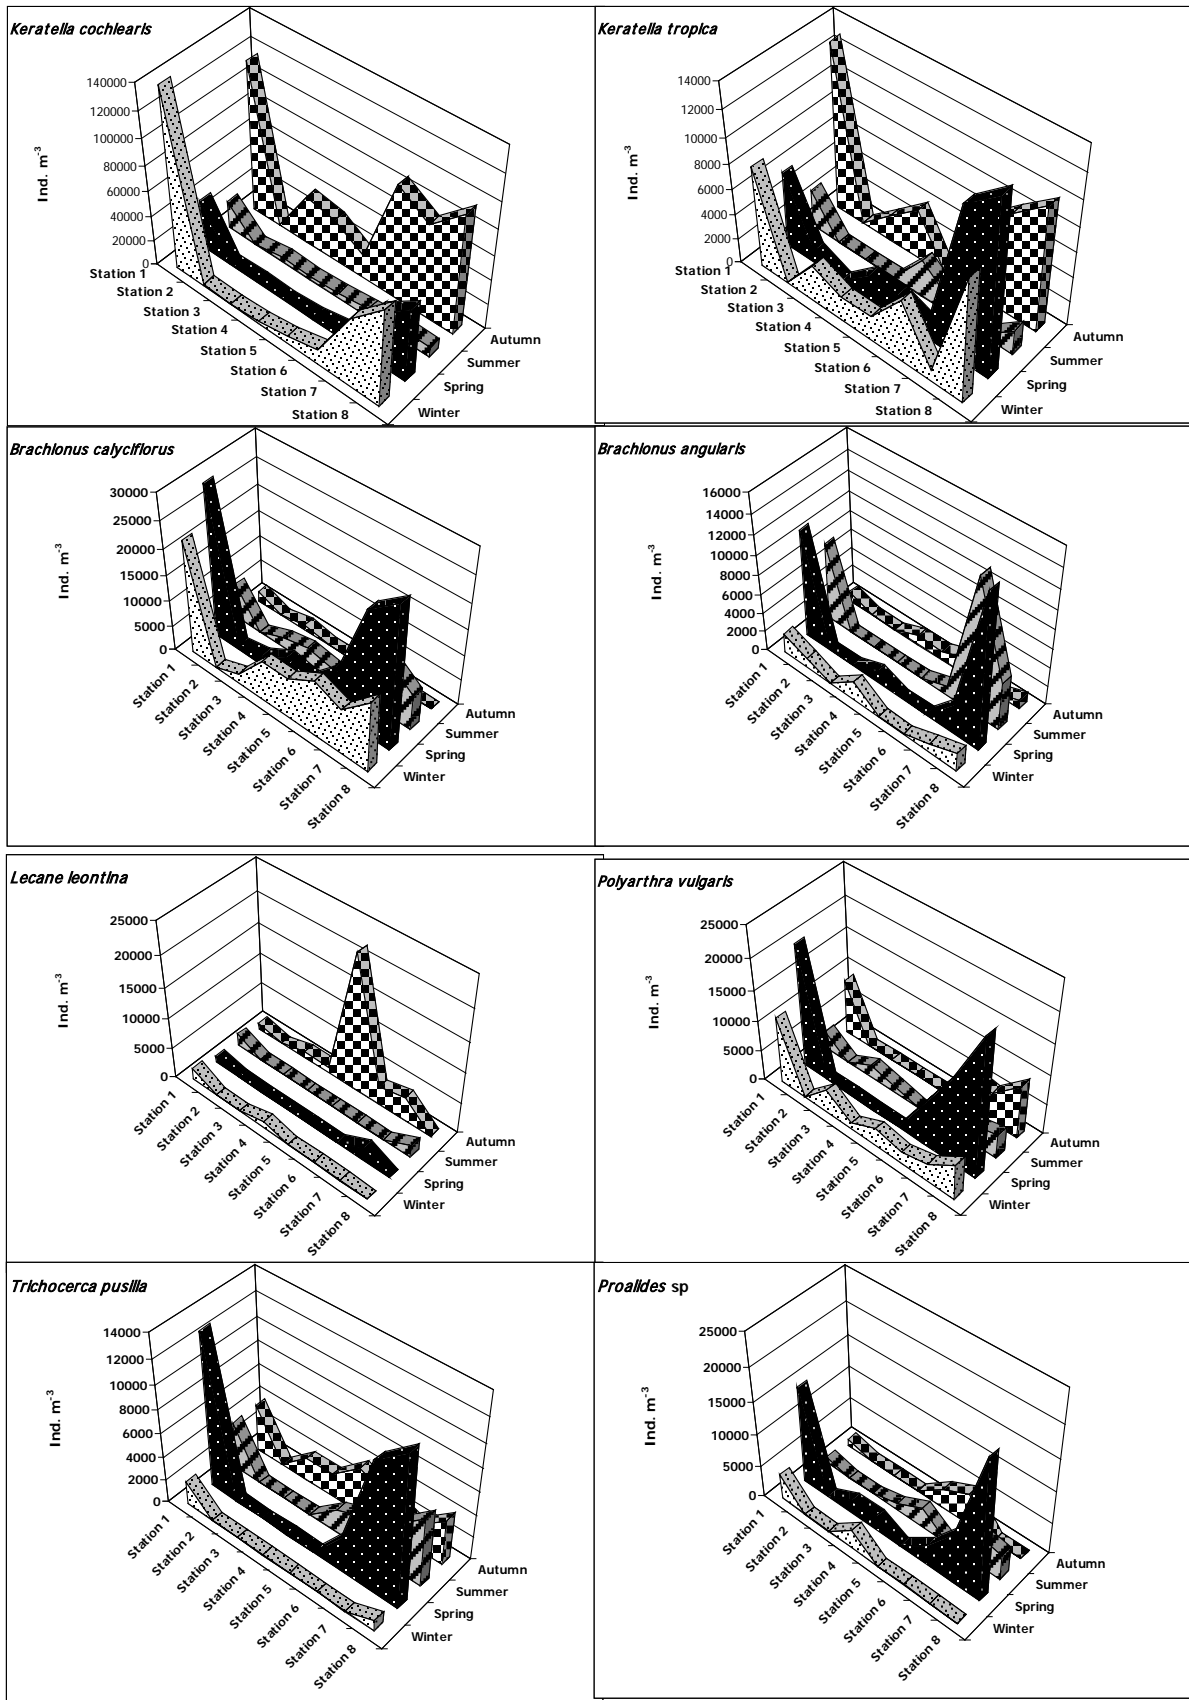 Keratella cochlearis
Ind. m-3
140000
120000
100000
80000
60000
40000
20000
0
Station 1
Station 2
Station 3
Station 4
Station 5
Station 6
Station 7
Station 8
Winter
Spring
Summer
Autumn
Keratella tropica
Ind. m-3
14000
12000
10000
8000
6000
4000
2000
0
Station 1
Station 2
Station 3
Station 4
Station 5
Station 6
Station 7
Station 8
Winter
Spring
Summer
Autumn
Brachionus calyciflorus
Ind. m-3
30000
25000
20000
15000
10000
5000
0
Station 1
Station 2
Station 3
Station 4
Station 5
Station 6
Station 7
Station 8
Winter
Spring
Summer
Autumn
Brachionus angularis
Ind. m-3
16000
14000
12000
10000
8000
6000
4000
2000
0
Station 1
Station 2
Station 3
Station 4
Station 5
Station 6
Station 7
Station 8
Winter
Spring
Summer
Autumn
Lecane leontina
Ind. m-3
25000
20000
15000
10000
5000
0
Station 1
Station 2
Station 3
Station 4
Station 5
Station 6
Station 7
Station 8
Winter
Spring
Summer
Autumn
Polyarthra vulgaris
Ind. m-3
25000
20000
15000
10000
5000
0
Station 1
Station 2
Station 3
Station 4
Station 5
Station 6
Station 7
Station 8
Winter
Spring
Summer
Autumn
Trichocerca pusilla
Ind. m-3
14000
12000
10000
8000
6000
4000
2000
0
Station 1
Station 2
Station 3
Station 4
Station 5
Station 6
Station 7
Station 8
Winter
Spring
Summer
Autumn
Proalides sp
Ind. m-3
25000
20000
15000
10000
5000
0
Station 1
Station 2
Station 3
Station 4
Station 5
Station 6
Station 7
Station 8
Winter
Spring
Summer
Autumn